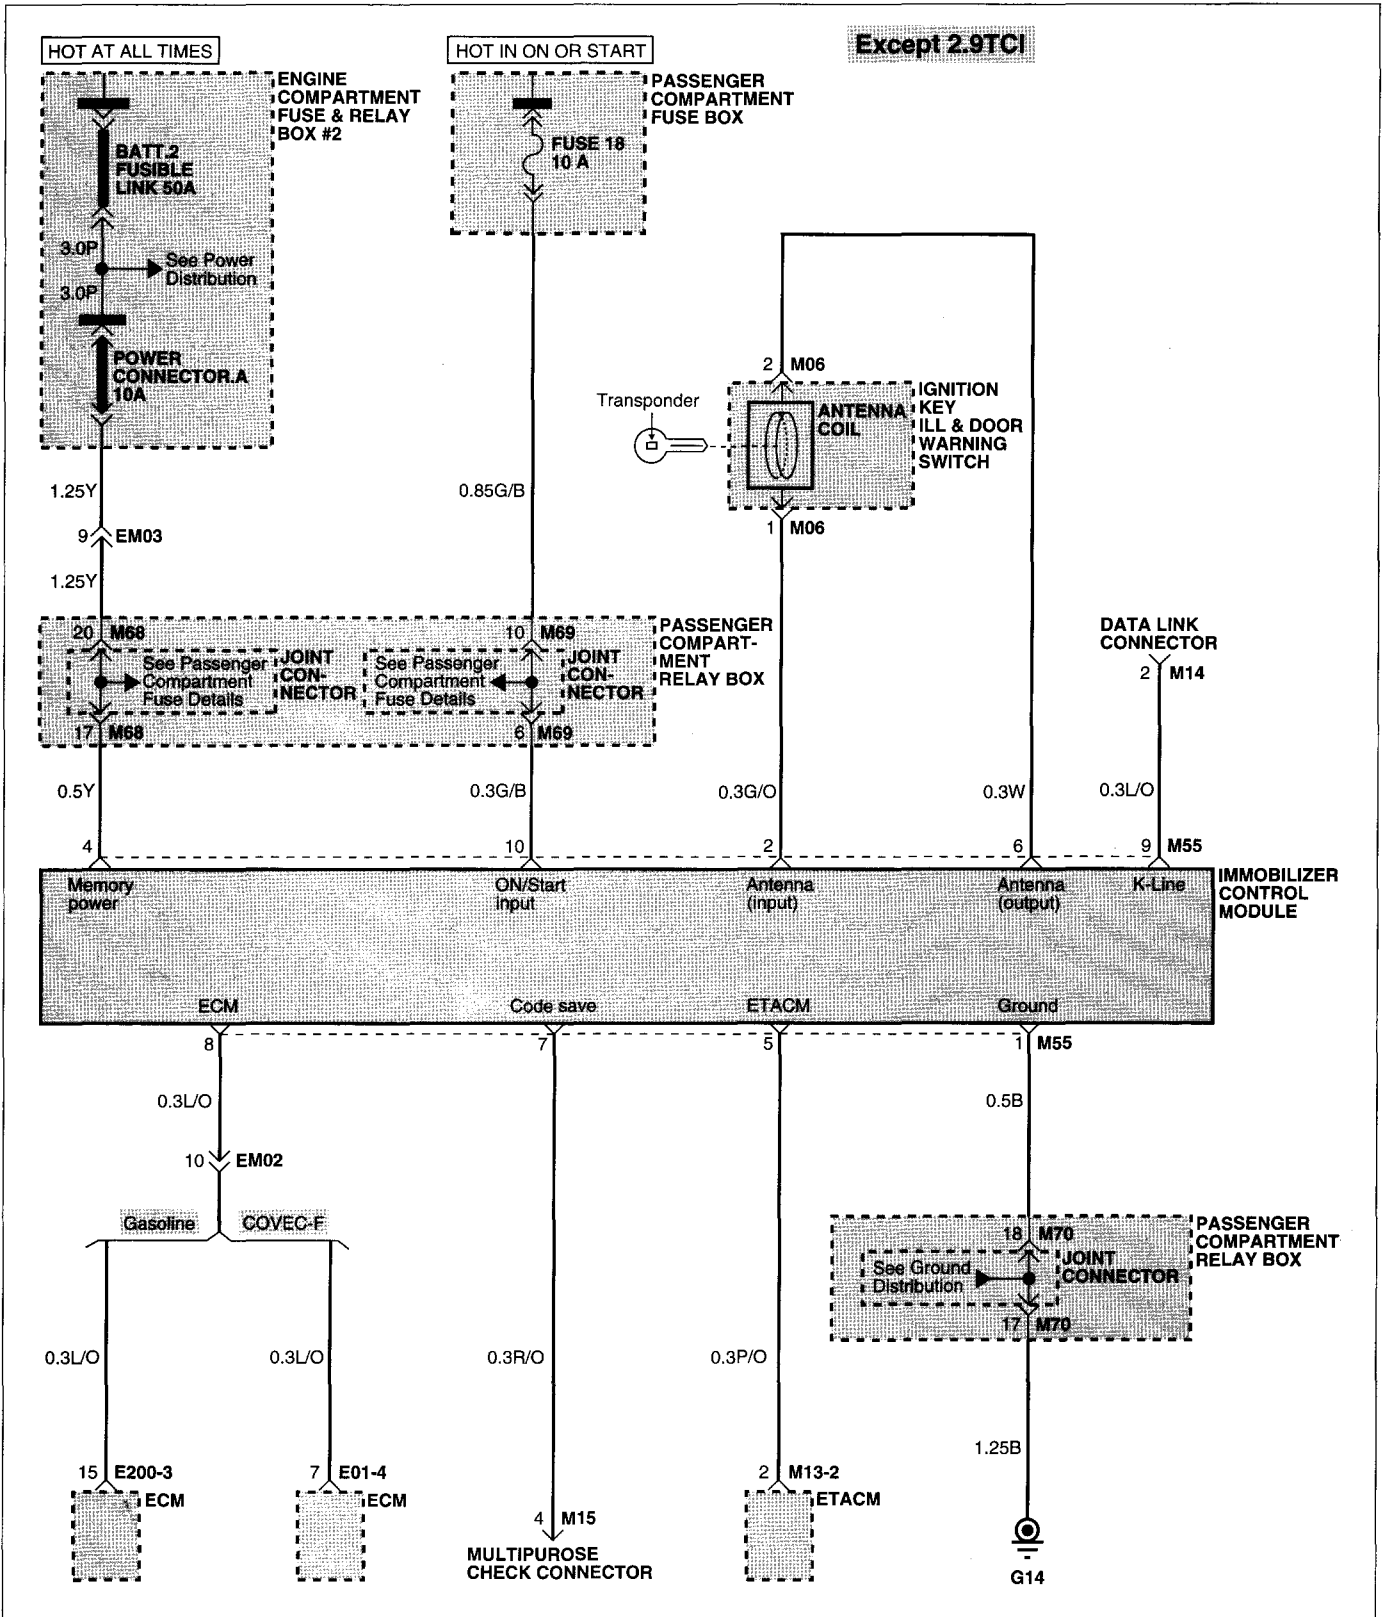 HOT AT ALL TIMES
HOT IN ON OR START
Except 2.9TCI
ENGINE
COMPARTMENT
FUSE & RELAY
BOX #2
PASSENGER
COMPARTMENT
FUSE BOX
BATT.2
FUSIBLE
LINK 50A
FUSE 18
10 A
3.0P
See Power
Distribution
3.0P
POWER
CONNECTOR.A
10A
2 M06
Transponder
ANTENNA
COIL
IGNITION
KEY
ILL & DOOR
WARNING
SWITCH
1 M06
1.25Y
0.85G/B
9 EM03
1.25Y
20 M68
10 M69
PASSENGER
COMPART-
MENT
RELAY BOX
See Passenger
Compartment
Fuse Details
JOINT
CON-
NECTOR
See Passenger
Compartment
Fuse Details
JOINT
CON-
NECTOR
17 M68
6 M69
DATA LINK
CONNECTOR
2 M14
0.5Y
0.3G/B
0.3G/O
0.3W
0.3L/O
4
10
2
6
9 M55
Memory
power
ON/Start
input
Antenna
(input)
Antenna
(output)
K-Line
IMMOBILIZER
CONTROL
MODULE
ECM
Code save
ETACM
Ground
8
7
5
1 M55
0.3L/O
0.5B
10 EM02
Gasoline
COVEC-F
18 M70
PASSENGER
COMPARTMENT
RELAY BOX
See Ground
Distribution
JOINT
CONNECTOR
17 M70
0.3L/O
0.3L/O
0.3R/O
0.3P/O
1.25B
15 E200-3
ECM
7 E01-4
ECM
4 M15
MULTIPUROSE
CHECK CONNECTOR
2 M13-2
ETACM
G14